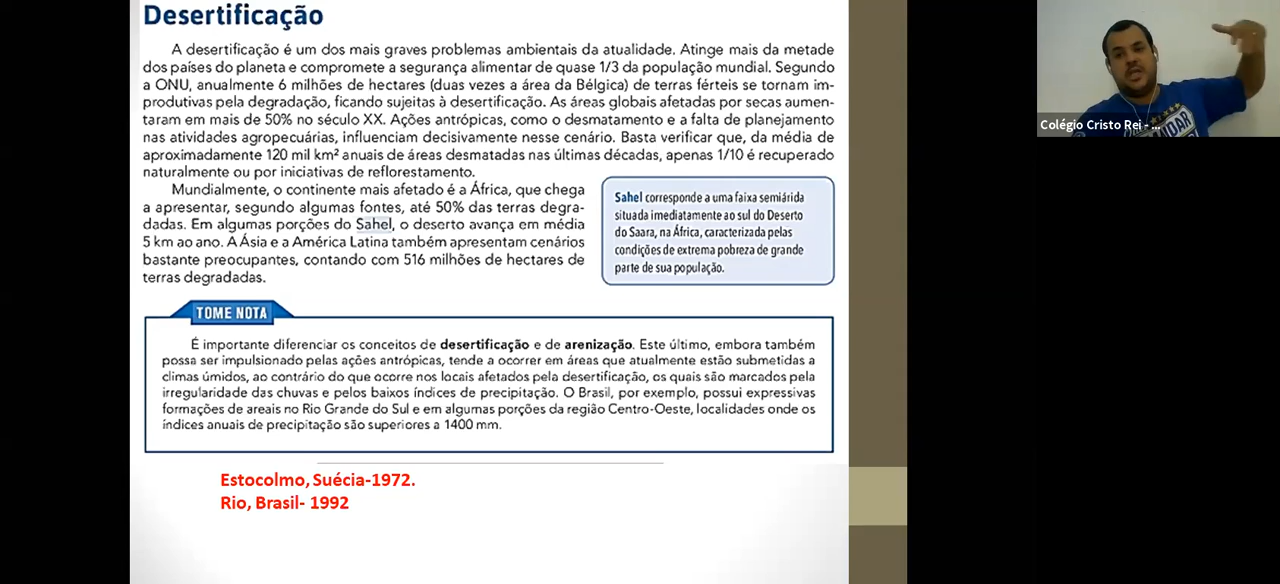 Desertificação
A desertificação é um dos mais graves problemas ambientais da atualidade. Atinge mais da metade
dos países do planeta e compromete a segurança alimentar de quase 1/3 da população mundial. Segundo
a ONU, anualmente 6 milhões de hectares (duas vezes a área da Bélgica) de terras férteis se tornam im-
produtivas pela degradação, ficando sujeitas à desertificação. As áreas globais afetadas por secas aumen-
taram em mais de 50% no século XX. Ações antrópicas, como o desmatamento e a falta de planejamento
nas atividades agropecuárias, influenciam decisivamente nesse cenário. Basta verificar que, da média de
aproximadamente 120 mil km² anuais de áreas desmatadas nas últimas décadas, apenas 1/10 é recuperado
naturalmente ou por iniciativas de reflorestamento.
Mundialmente, o continente mais afetado é a África, que chega
a apresentar, segundo algumas fontes, até 50% das terras degra-
dadas. Em algumas porções do Sahel, o deserto avança em média
5 km ao ano. A Ásia e a América Latina também apresentam cenários
bastante preocupantes, contando com 516 milhões de hectares de
terras degradadas.
Sahel corresponde a uma faixa semiárida
situada imediatamente ao sul do Deserto
do Saara, na África, caracterizada pelas
condições de extrema pobreza de grande
parte de sua população.
TOME NOTA
É importante diferenciar os conceitos de desertificação e de arenização. Este último, embora também
possa ser impulsionado pelas ações antrópicas, tende a ocorrer em áreas que atualmente estão submetidas a
climas úmidos, ao contrário do que ocorre nos locais afetados pela desertificação, os quais são marcados pela
irregularidade das chuvas e pelos baixos índices de precipitação. O Brasil, por exemplo, possui expressivas
formações de areais no Rio Grande do Sul e em algumas porções da região Centro-Oeste, localidades onde os
índices anuais de precipitação são superiores a 1400 mm.
Estocolmo, Suécia-1972.
Rio, Brasil- 1992
Colégio Cristo Rei - ...